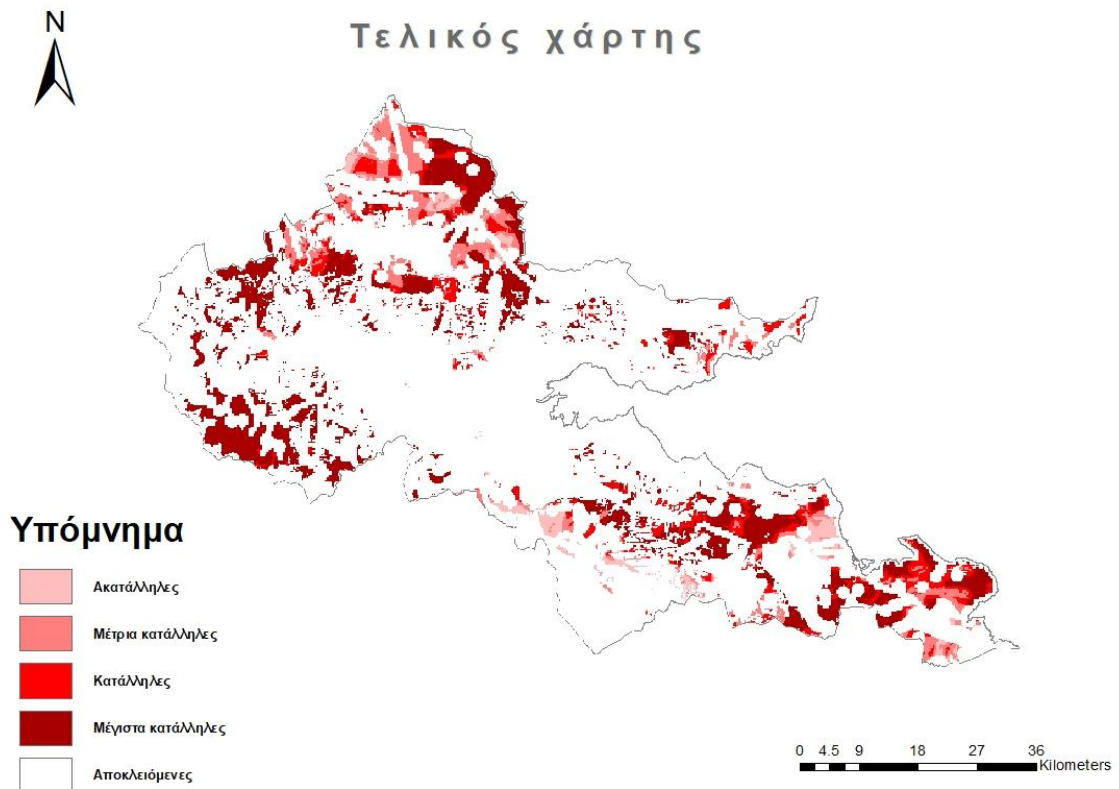 N
Τελικός χάρτης
Υπόμνημα
Ακατάλληλες
Μέτρια κατάλληλες
Κατάλληλες
Μέγιστα κατάλληλες
Αποκλειόμενες
0 4.5 9 18 27 36
Kilometers